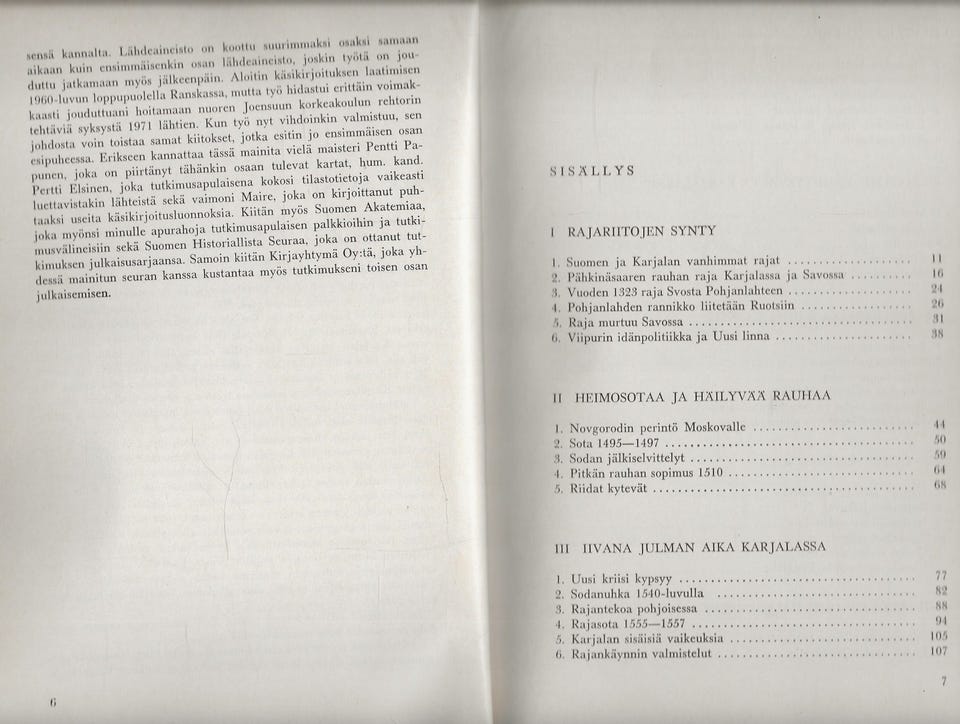 sensä kannalta. Lähdeaineisto on koottu suurimmaksi osaksi samaan
aikaan kuin ensimmäisenkin osan lähdeaineisto, joskin työtä on jou-
duttu jatkamaan myös jälkeenpäin. Aloitin käsikirjoituksen laatimisen
1960-luvun loppupuolella Ranskassa, mutta työ hidastui erittäin voimak-
kaasti jouduttuani hoitamaan nuoren Joensuun korkeakoulun rehtorin
tehtäviä syksystä 1971 lähtien. Kun työ nyt vihdoinkin valmistuu, sen
johdosta voin toistaa samat kiitokset, jotka esitin jo ensimmäisen osan
esipuheessa. Erikseen kannattaa tässä mainita vielä maisteri Pentti Pa-
punen, joka on piirtänyt tähänkin osaan tulevat kartat, hum. kand.
Pertti Elsinen, joka tutkimusapulaisena kokosi tilastotietoja vaikeasti
luettavistakin lähteistä sekä vaimoni Maire, joka on kirjoittanut puh-
taaksi useita käsikirjoitusluonnoksia. Kiitän myös Suomen Akatemiaa,
joka myönsi minulle apurahoja tutkimusapulaisen palkkioihin ja tutki-
musvälineisiin sekä Suomen Historiallista Seuraa, joka on ottanut tut-
kimuksen julkaisusarjaansa. Samoin kiitän Kirjayhtymä Oy:tä, joka yh-
dessä mainitun seuran kanssa kustantaa myös tutkimukseni toisen osan
julkaisemisen.
6
SISÄLLYS
I RAJARIITOJEN SYNTY
1. Suomen ja Karjalan vanhimmat rajat .................... 11
2. Pähkinäsaaren rauhan raja Karjalassa ja Savossa .......... 16
3. Vuoden 1323 raja Svosta Pohjanlahteen .................... 24
4. Pohjanlahden rannikko liitetään Ruotsiin .................. 26
5. Raja murtuu Savossa .................................... 31
6. Viipurin idänpolitiikka ja Uusi linna ...................... 38
II HEIMOSOTAA JA HÄILYVÄÄ RAUHAA
1. Novgorodin perintö Moskovalle .......................... 44
2. Sota 1495—1497 ........................................ 50
3. Sodan jälkiselvittelyt .................................... 59
4. Pitkän rauhan sopimus 1510 .............................. 64
5. Riidat kytevät .......................................... 68
III IIVANA JULMAN AIKA KARJALASSA
1. Uusi kriisi kypsyy ...................................... 77
2. Sodanuhka 1540-luvulla ................................ 82
3. Rajantekoa pohjoisessa .................................. 88
4. Rajasota 1555—1557 .................................... 94
5. Karjalan sisäisiä vaikeuksia .............................. 105
6. Rajankäynnin valmistelut ................................ 107
7